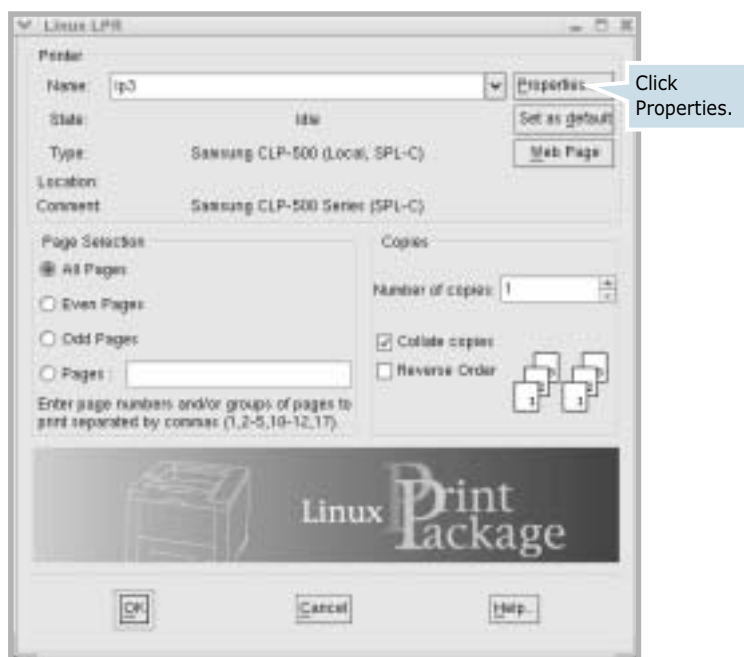 Linux LPR
Printer
Name: lp3
Properties...
Click
Properties.
State: Idle
Set as default
Type: Samsung CLP-500 (Local, SPL-C)
Web Page
Location:
Comment: Samsung CLP-500 Series (SPL-C)
Page Selection
All Pages
Even Pages
Odd Pages
Pages :
Enter page numbers and/or groups of pages to
print separated by commas (1,2-5,10-12,17).
Copies
Number of copies: 1
Collate copies
Reverse Order
1 1
Linux Print
Package
OK
Cancel
Help...